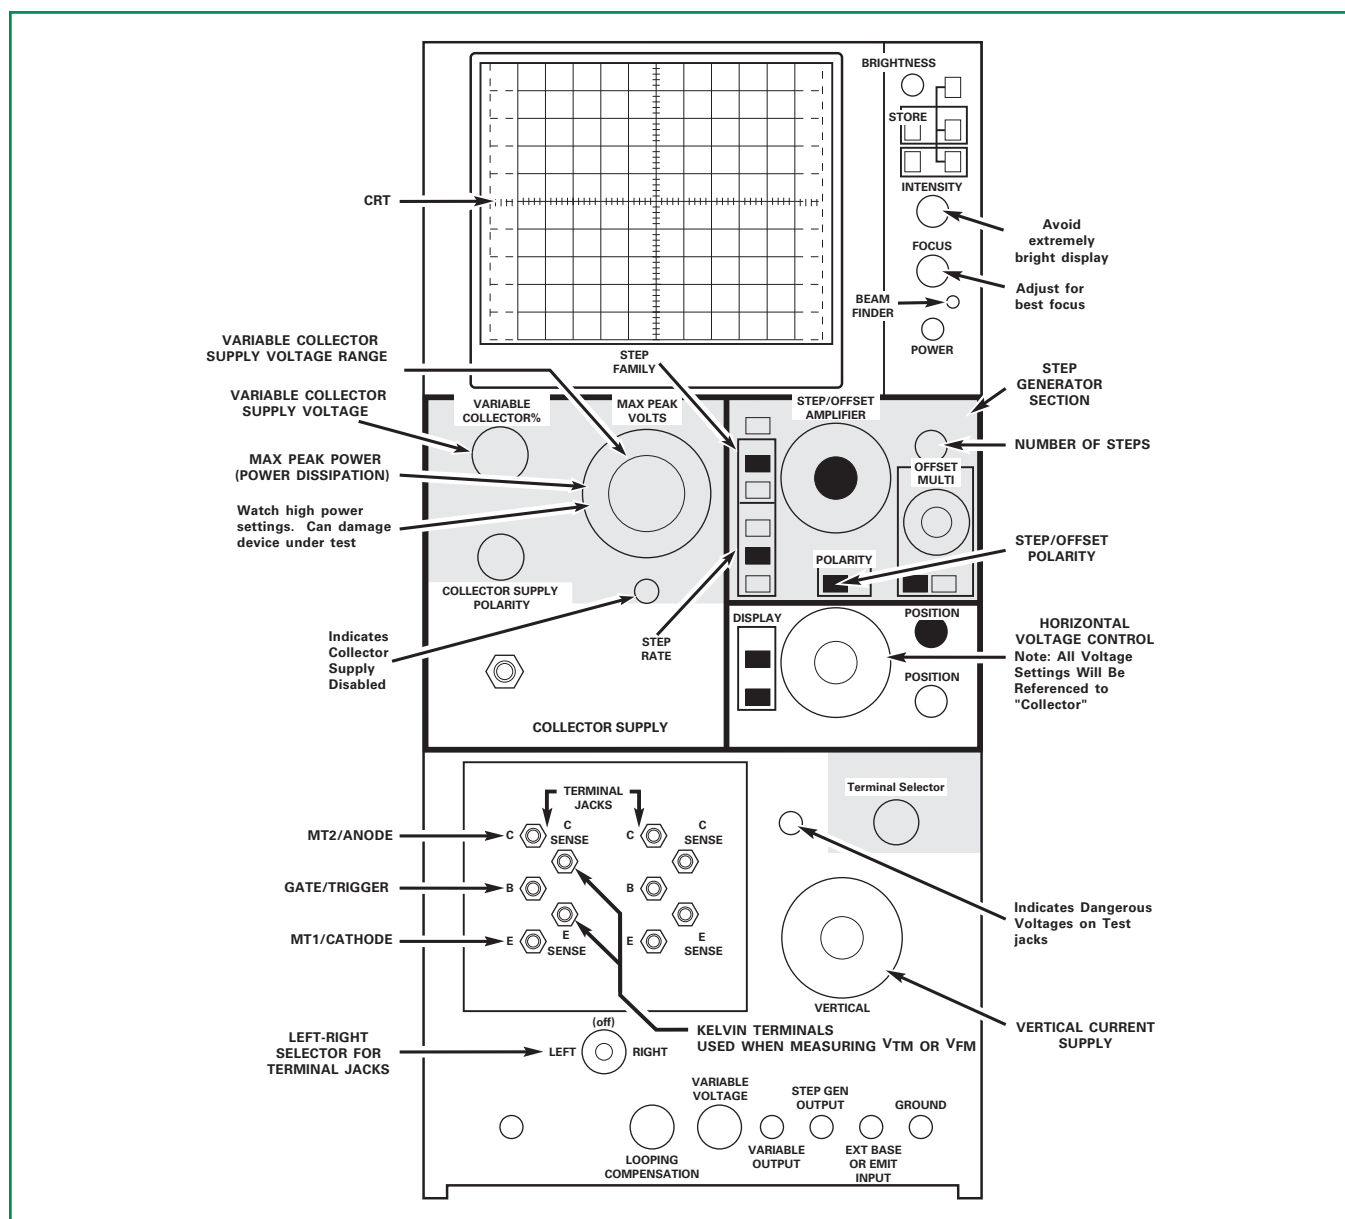 BRIGHTNESS
STORE
INTENSITY
CRT
Avoid
extremely
bright display
FOCUS
Adjust for
best focus
BEAM
FINDER
POWER
VARIABLE COLLECTOR
SUPPLY VOLTAGE RANGE
STEP
FAMILY
STEP
GENERATOR
SECTION
VARIABLE COLLECTOR
SUPPLY VOLTAGE
VARIABLE
COLLECTOR%
MAX PEAK
VOLTS
STEP/OFFSET
AMPLIFIER
NUMBER OF STEPS
MAX PEAK POWER
(POWER DISSIPATION)
OFFSET
MULTI
Watch high power
settings. Can damage
device under test
STEP/OFFSET
POLARITY
POLARITY
COLLECTOR SUPPLY
POLARITY
Indicates
Collector
Supply
Disabled
STEP
RATE
DISPLAY
POSITION
HORIZONTAL
VOLTAGE CONTROL
Note: All Voltage
Settings Will Be
Referenced to
"Collector"
POSITION
COLLECTOR SUPPLY
Terminal Selector
TERMINAL
JACKS
MT2/ANODE
C
C
SENSE
C
C
SENSE
GATE/TRIGGER
B
B
MT1/CATHODE
E
E
SENSE
E
E
SENSE
Indicates Dangerous
Voltages on Test
jacks
VERTICAL
VERTICAL CURRENT
SUPPLY
KELVIN TERMINALS
USED WHEN MEASURING VTM OR VFM
LEFT-RIGHT
SELECTOR FOR
TERMINAL JACKS
(off)
LEFT
RIGHT
VARIABLE
VOLTAGE
STEP GEN
OUTPUT
GROUND
LOOPING
COMPENSATION
VARIABLE
OUTPUT
EXT BASE
OR EMIT
INPUT